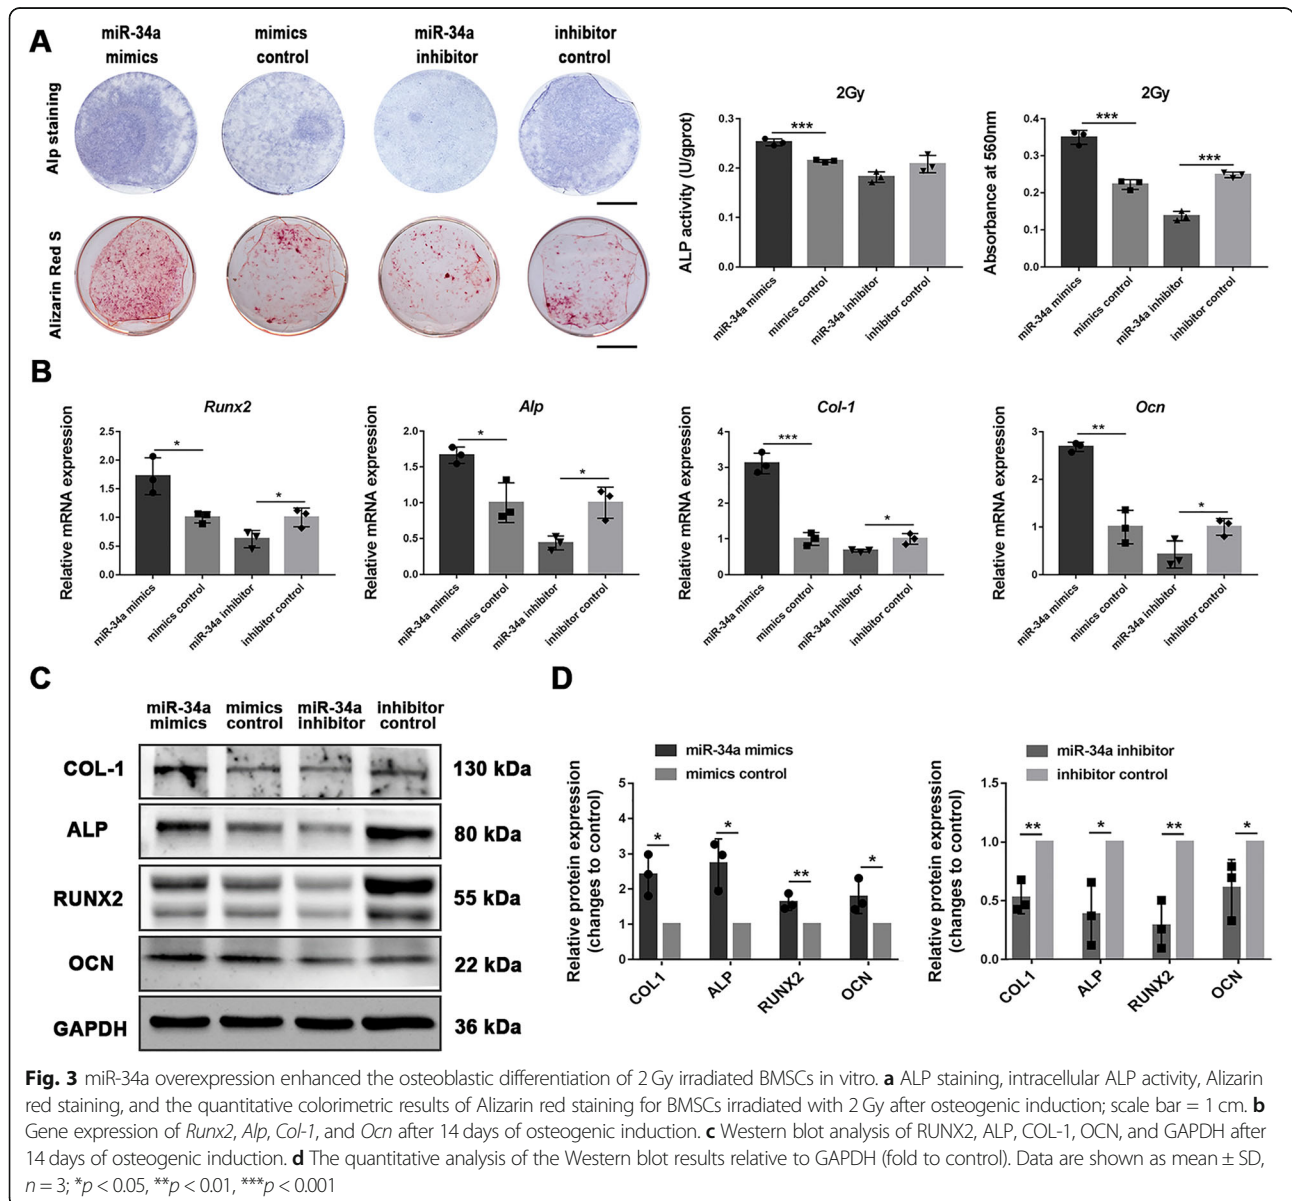 A
miR-34a mimics
mimics control
miR-34a inhibitor
inhibitor control
Alp staining
Alizarin Red S
2Gy
ALP activity (U/gprot)
0.3
0.2
0.1
0.0
***
miR-34a mimics
mimics control
miR-34a inhibitor
inhibitor control
2Gy
Absorbance at 560nm
0.4
0.3
0.2
0.1
0.0
***
***
miR-34a mimics
mimics control
miR-34a inhibitor
inhibitor control
B
Runx2
Relative mRNA expression
2.5
2.0
1.5
1.0
0.5
0.0
*
*
miR-34a mimics
mimics control
miR-34a inhibitor
inhibitor control
Alp
Relative mRNA expression
2.0
1.5
1.0
0.5
0.0
*
*
miR-34a mimics
mimics control
miR-34a inhibitor
inhibitor control
Col-1
Relative mRNA expression
4
3
2
1
0
***
*
miR-34a mimics
mimics control
miR-34a inhibitor
inhibitor control
Ocn
Relative mRNA expression
3
2
1
0
**
*
miR-34a mimics
mimics control
miR-34a inhibitor
inhibitor control
C
miR-34a mimics
mimics control
miR-34a inhibitor
inhibitor control
COL-1
130 kDa
ALP
80 kDa
RUNX2
55 kDa
OCN
22 kDa
GAPDH
36 kDa
D
miR-34a mimics
mimics control
Relative protein expression
(changes to control)
5
4
3
2
1
0
*
*
**
*
COL1
ALP
RUNX2
OCN
miR-34a inhibitor
inhibitor control
Relative protein expression
(changes to control)
1.5
1.0
0.5
0.0
**
*
**
*
COL1
ALP
RUNX2
OCN
Fig. 3 miR-34a overexpression enhanced the osteoblastic differentiation of 2 Gy irradiated BMSCs in vitro. a ALP staining, intracellular ALP activity, Alizarin
red staining, and the quantitative colorimetric results of Alizarin red staining for BMSCs irradiated with 2 Gy after osteogenic induction; scale bar = 1 cm. b
Gene expression of Runx2, Alp, Col-1, and Ocn after 14 days of osteogenic induction. c Western blot analysis of RUNX2, ALP, COL-1, OCN, and GAPDH after
14 days of osteogenic induction. d The quantitative analysis of the Western blot results relative to GAPDH (fold to control). Data are shown as mean ± SD,
n = 3; *p < 0.05, **p < 0.01, ***p < 0.001